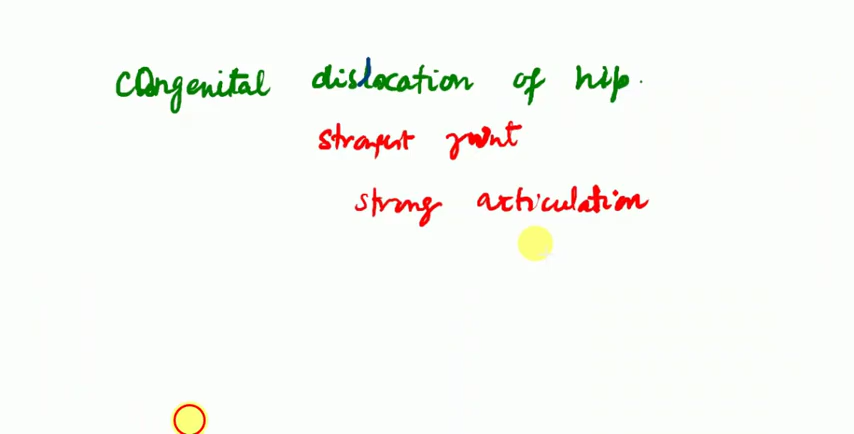 Congenital dislocation of hip.
strongest joint
strong articulation